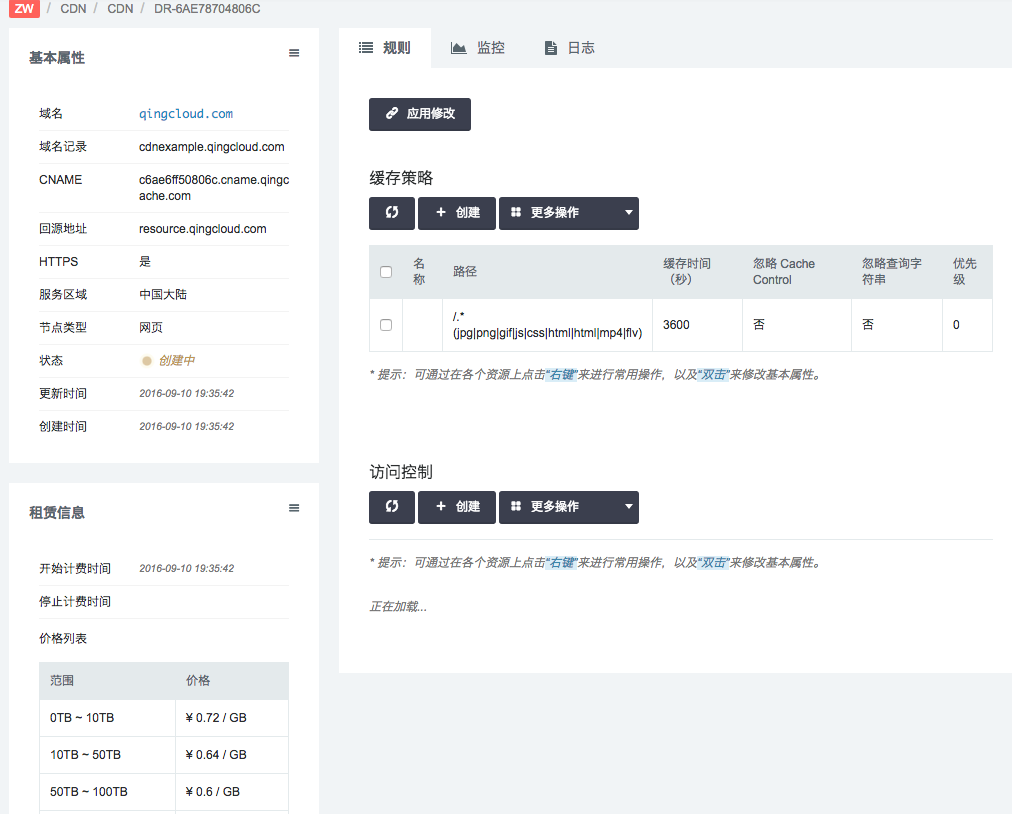 ZW / CDN / CDN / DR-6AE78704806C
基本属性
域名 qingcloud.com
域名记录 cdnexample.qingcloud.com
CNAME c6ae6ff50806c.cname.qingc
ache.com
回源地址 resource.qingcloud.com
HTTPS 是
服务区域 中国大陆
节点类型 网页
状态 创建中
更新时间 2016-09-10 19:35:42
创建时间 2016-09-10 19:35:42
租赁信息
开始计费时间 2016-09-10 19:35:42
停止计费时间
价格列表
范围 价格
0TB ~ 10TB ¥ 0.72 / GB
10TB ~ 50TB ¥ 0.64 / GB
50TB ~ 100TB ¥ 0.6 / GB
规则 监控 日志
应用修改
缓存策略
创建 更多操作
名
称
路径
缓存时间
(秒)
忽略 Cache
Control
忽略查询字
符串
优先
级
/.*
(jpg|png|gif|js|css|html|html|mp4|flv)
3600 否 否 0
* 提示：可通过在各个资源上点击“右键”来进行常用操作，以及“双击”来修改基本属性。
访问控制
创建 更多操作
* 提示：可通过在各个资源上点击“右键”来进行常用操作，以及“双击”来修改基本属性。
正在加载...